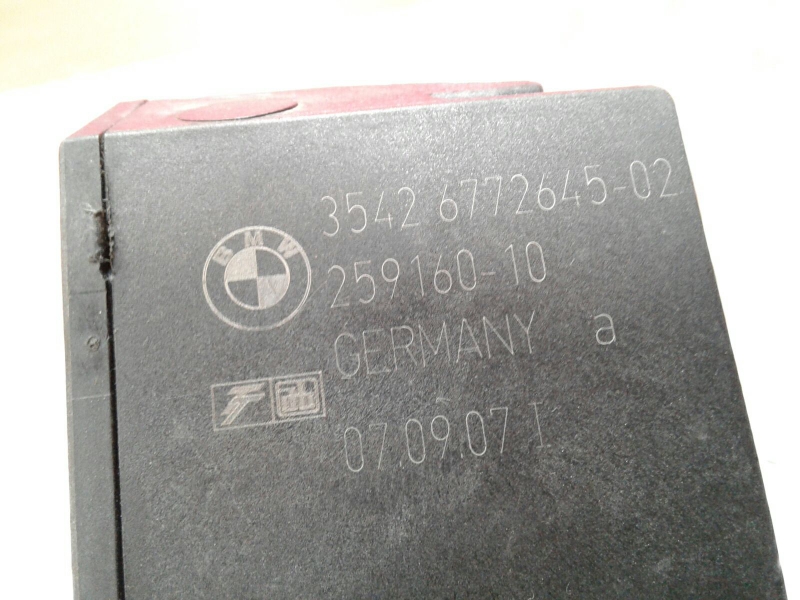 3542 6772645-02
BMW
259160-10
GERMANY a
07.09.07 I